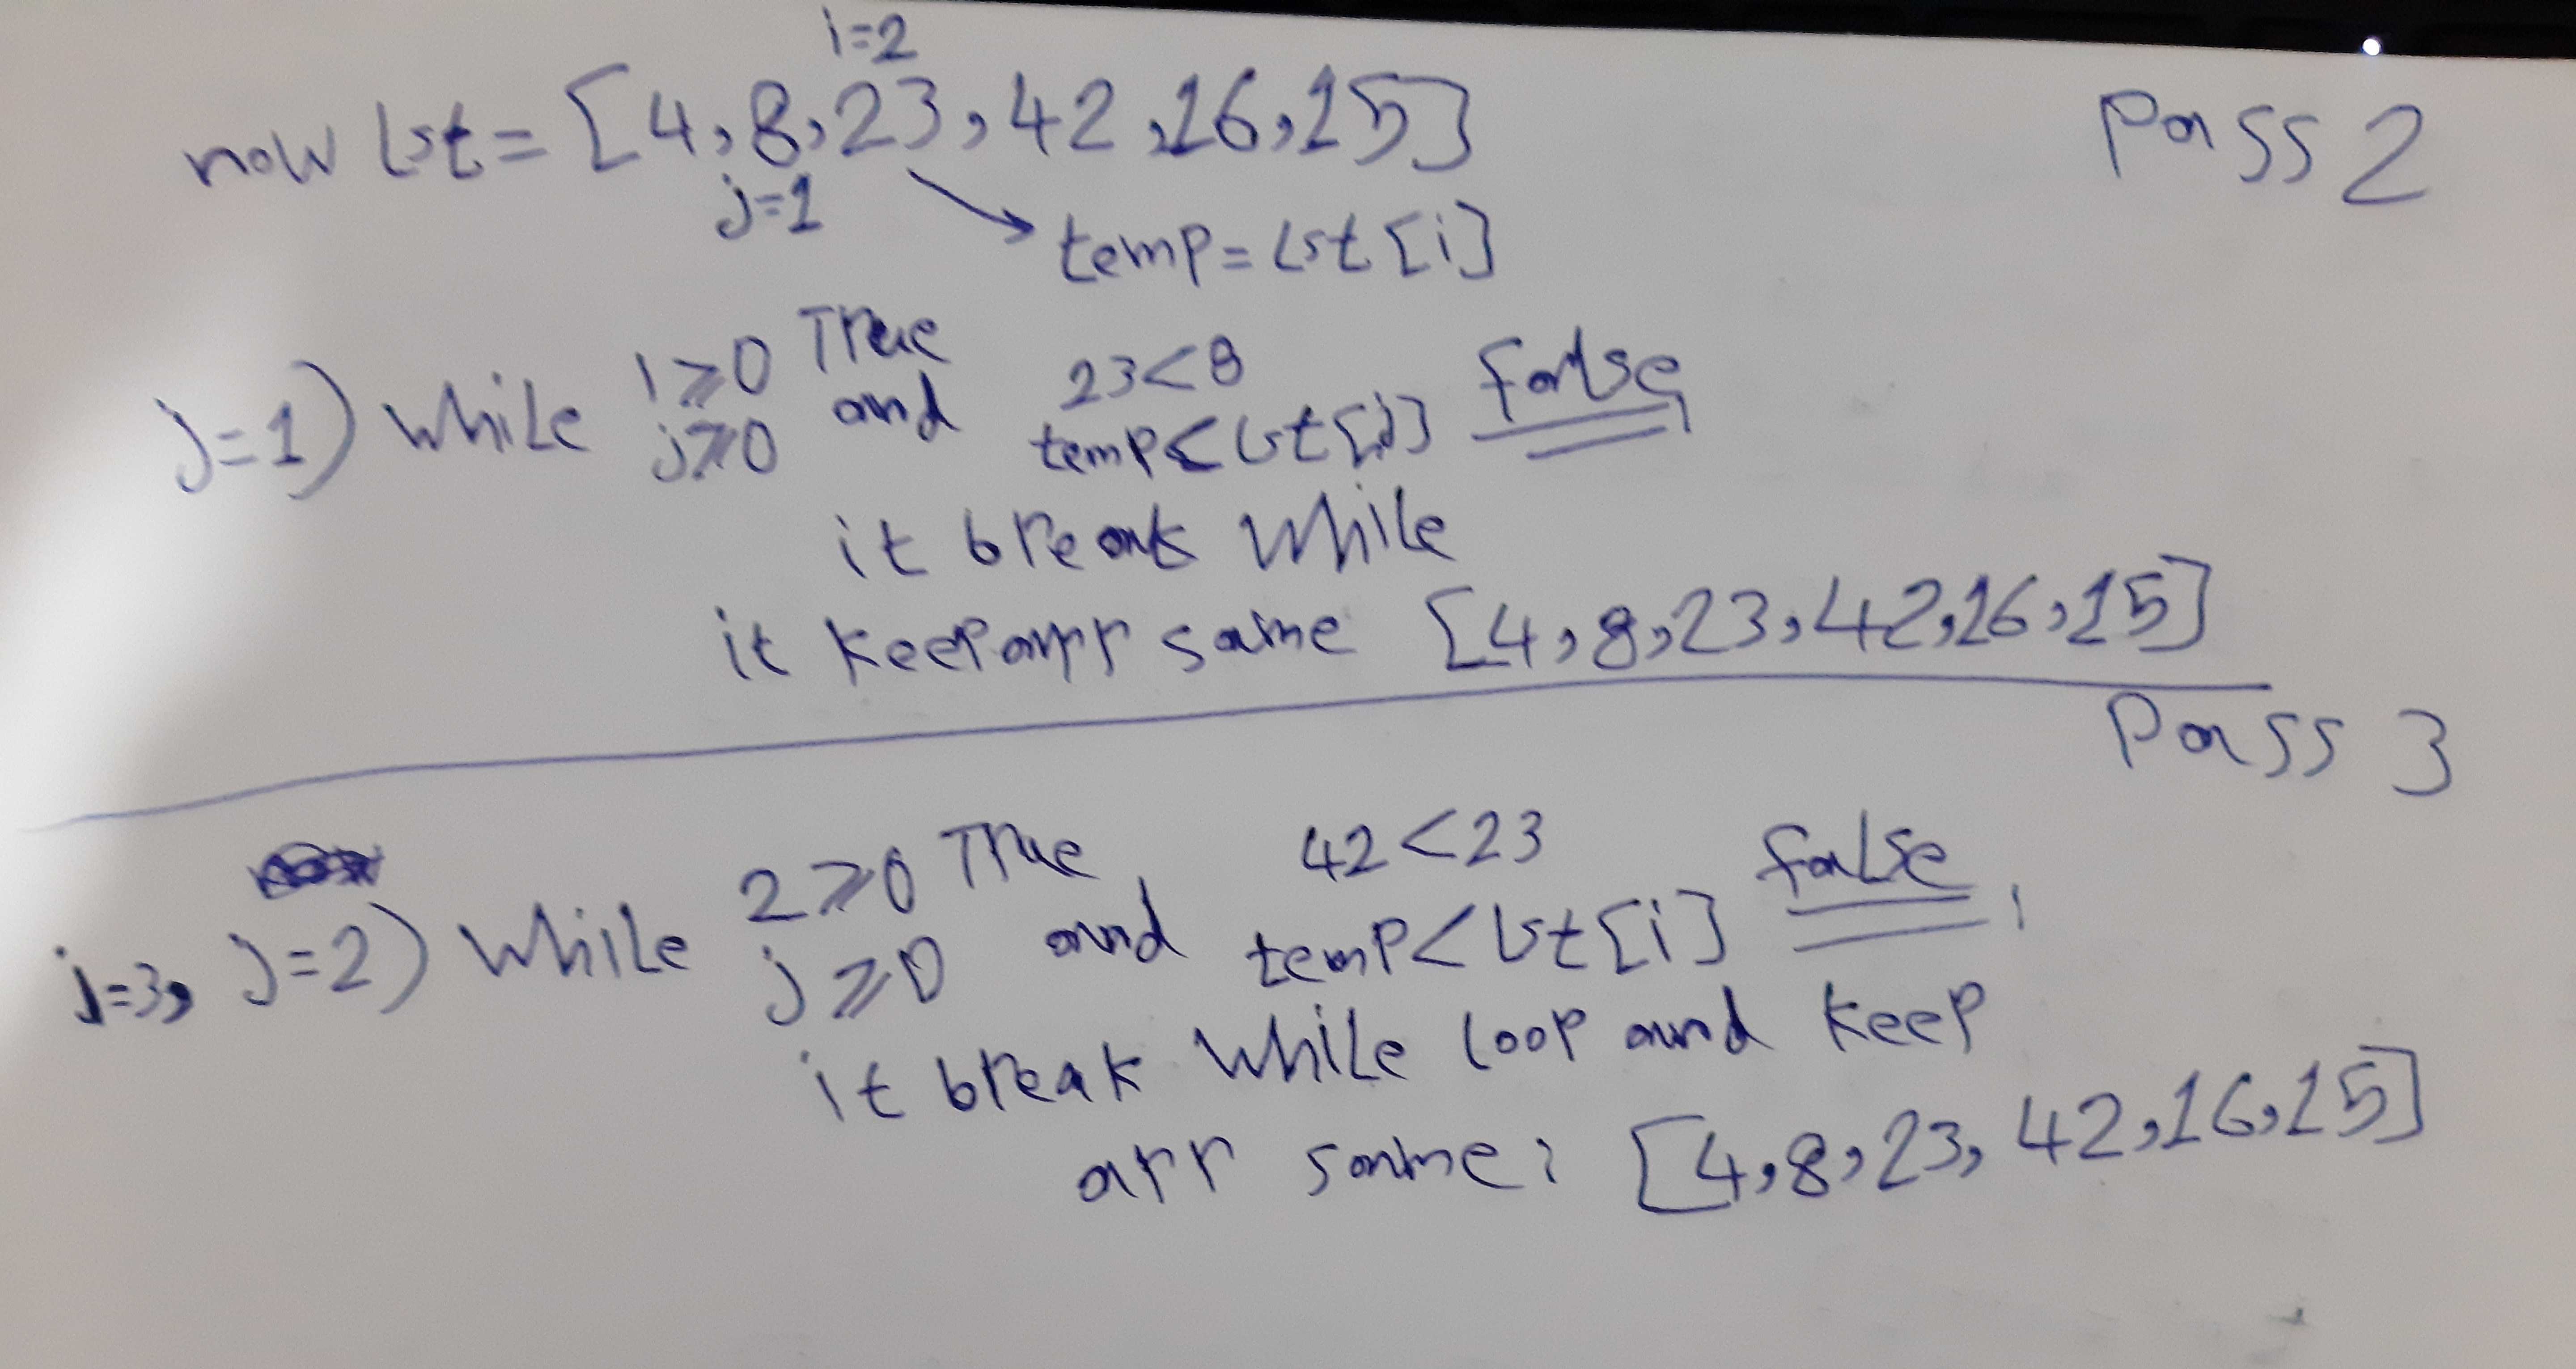 i=2
now lst = [4,8,23,42,16,15] Pass 2
j=1
temp = lst[i]
1≥0 True 23<8 False
j=1) while j≥0 and temp<lst[j]
it break while
it keep arr same [4,8,23,42,16,15]
Pass 3
2≥0 True 42<23 false
i=3, j=2) while j≥0 and temp<lst[i]
it break while loop and keep
arr same: [4,8,23,42,16,15]